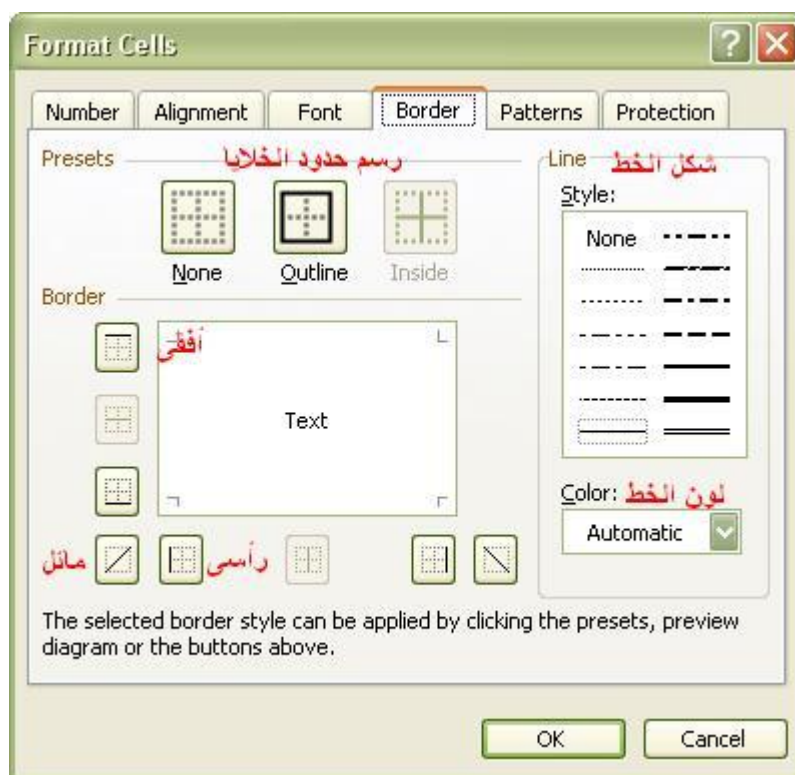 Format Cells
Number Alignment Font Border Patterns Protection
Presets رسم حدود الخلايا
None Outline Inside
Border
أفقى
Text
مائل
رأسى
Line شكل الخط
Style:
None
Color: لون الخط
Automatic
The selected border style can be applied by clicking the presets, preview
diagram or the buttons above.
OK Cancel